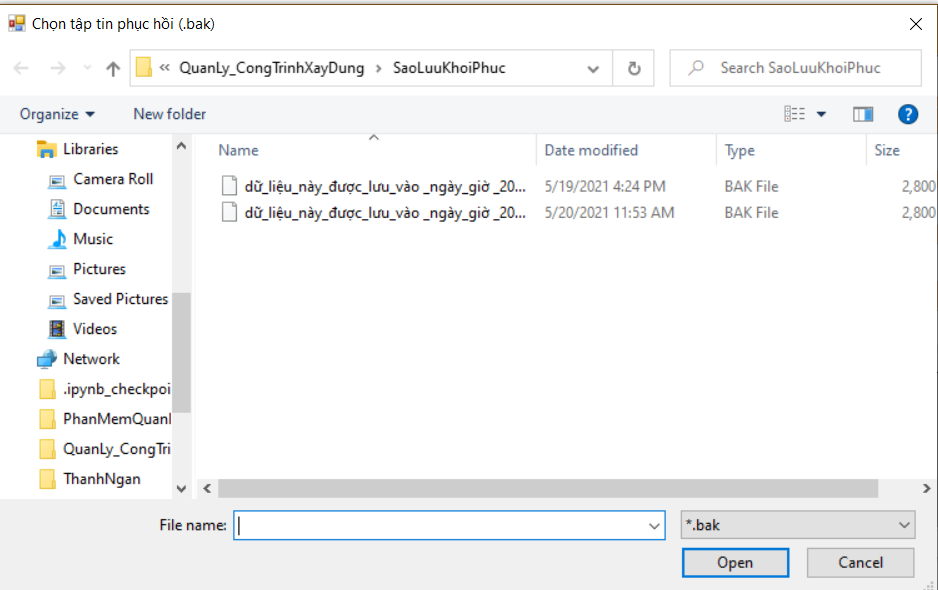 Chọn tập tin phục hồi (.bak)
« QuanLy_CongTrinhXayDung › SaoLuuKhoiPhuc
Search SaoLuuKhoiPhuc
Organize
New folder
Libraries
Camera Roll
Documents
Music
Pictures
Saved Pictures
Videos
Network
.ipynb_checkpoi
PhanMemQuanl
QuanLy_CongTri
ThanhNgan
Name Date modified Type Size
dữ_liệu_này_được_lưu_vào _ngày_giờ _20... 5/19/2021 4:24 PM BAK File 2,800
dữ_liệu_này_được_lưu_vào _ngày_giờ _20... 5/20/2021 11:53 AM BAK File 2,800
File name:
*.bak
Open
Cancel